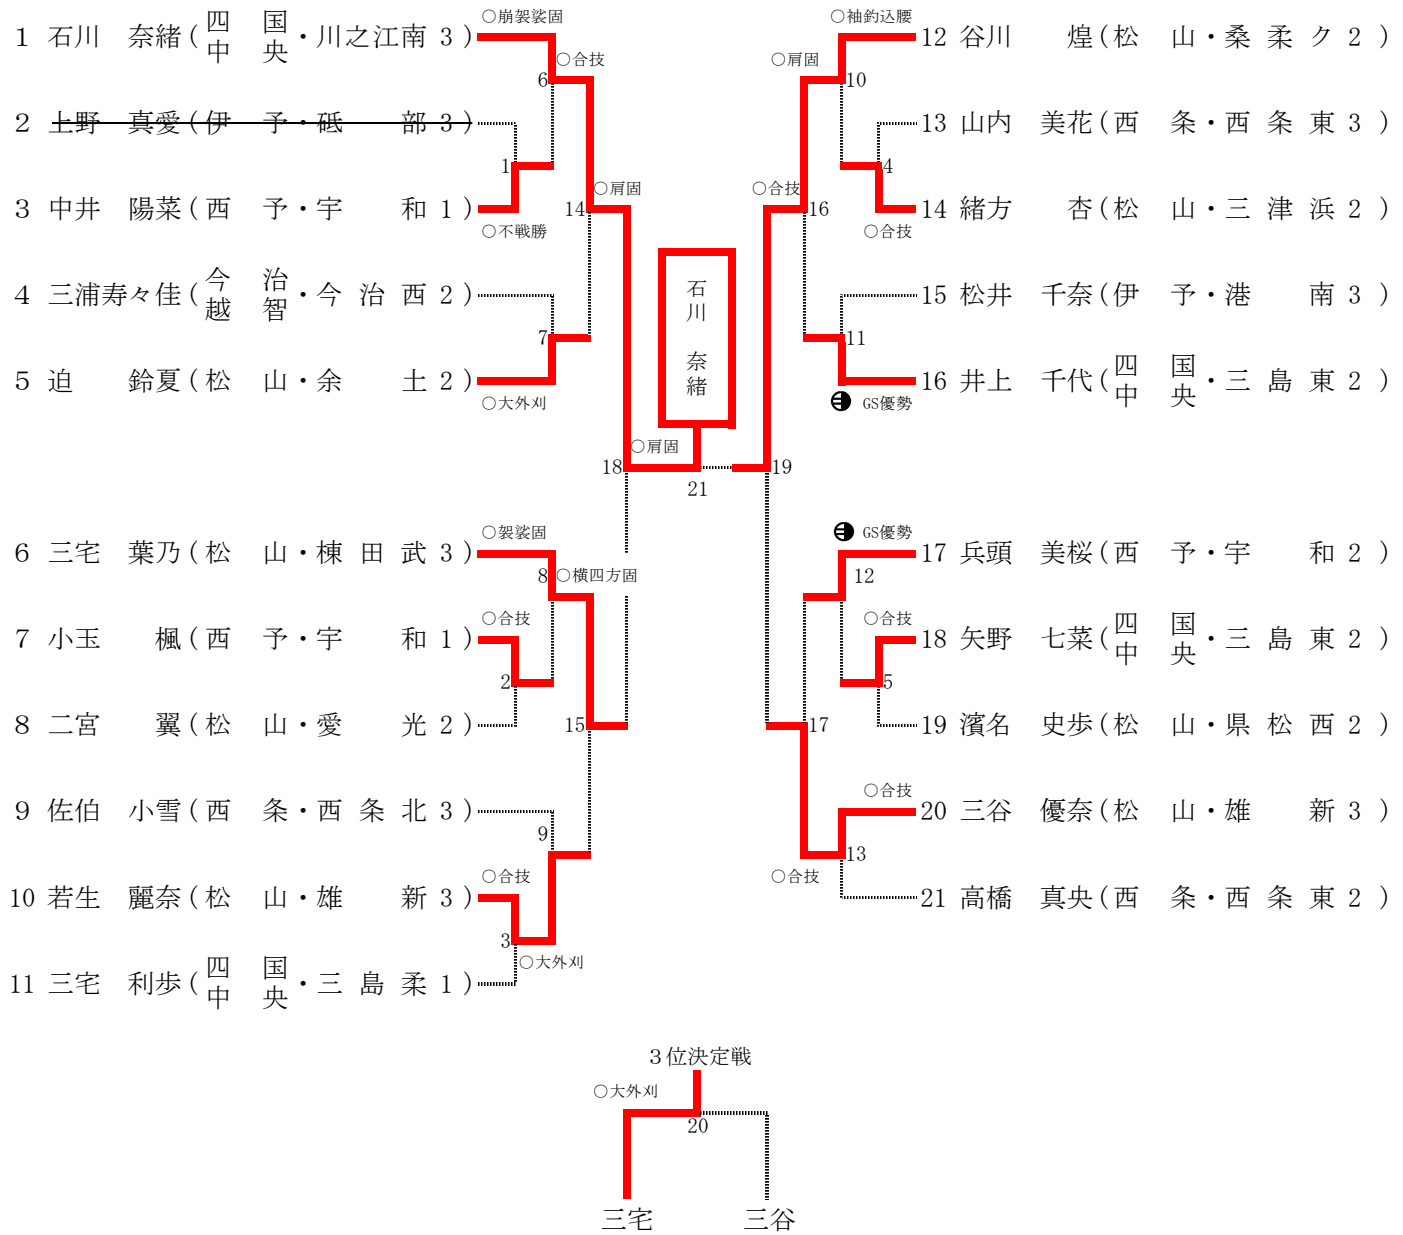 1 石川 奈緒(四国中央・川之江南 3)
2 上野 真愛(伊予・砥部 3)
3 中井 陽菜(西予・宇和 1)
4 三浦寿々佳(今治越智・今治西 2)
5 迫 鈴夏(松山・余土 2)
6 三宅 葉乃(松山・棟田武 3)
7 小玉 楓(西予・宇和 1)
8 二宮 翼(松山・愛光 2)
9 佐伯 小雪(西条・西条北 3)
10 若生 麗奈(松山・雄新 3)
11 三宅 利歩(四国中央・三島柔 1)
○崩袈裟固
○合技
6
1
○不戦勝
14
○肩固
7
○大外刈
18
○肩固
○袈裟固
8
○横四方固
○合技
2
15
9
○合技
3
○大外刈
石川 奈緒
21
○袖釣込腰
○肩固
10
4
○合技
○合技
16
11
GS優勢
19
GS優勢
12
○合技
5
17
○合技
13
○合技
12 谷川 煌(松山・桑柔ク 2)
13 山内 美花(西条・西条東 3)
14 緒方 杏(松山・三津浜 2)
15 松井 千奈(伊予・港南 3)
16 井上 千代(四国中央・三島東 2)
17 兵頭 美桜(西予・宇和 2)
18 矢野 七菜(四国中央・三島東 2)
19 濱名 史歩(松山・県松西 2)
20 三谷 優奈(松山・雄新 3)
21 高橋 真央(西条・西条東 2)
3位決定戦
○大外刈
20
三宅 三谷